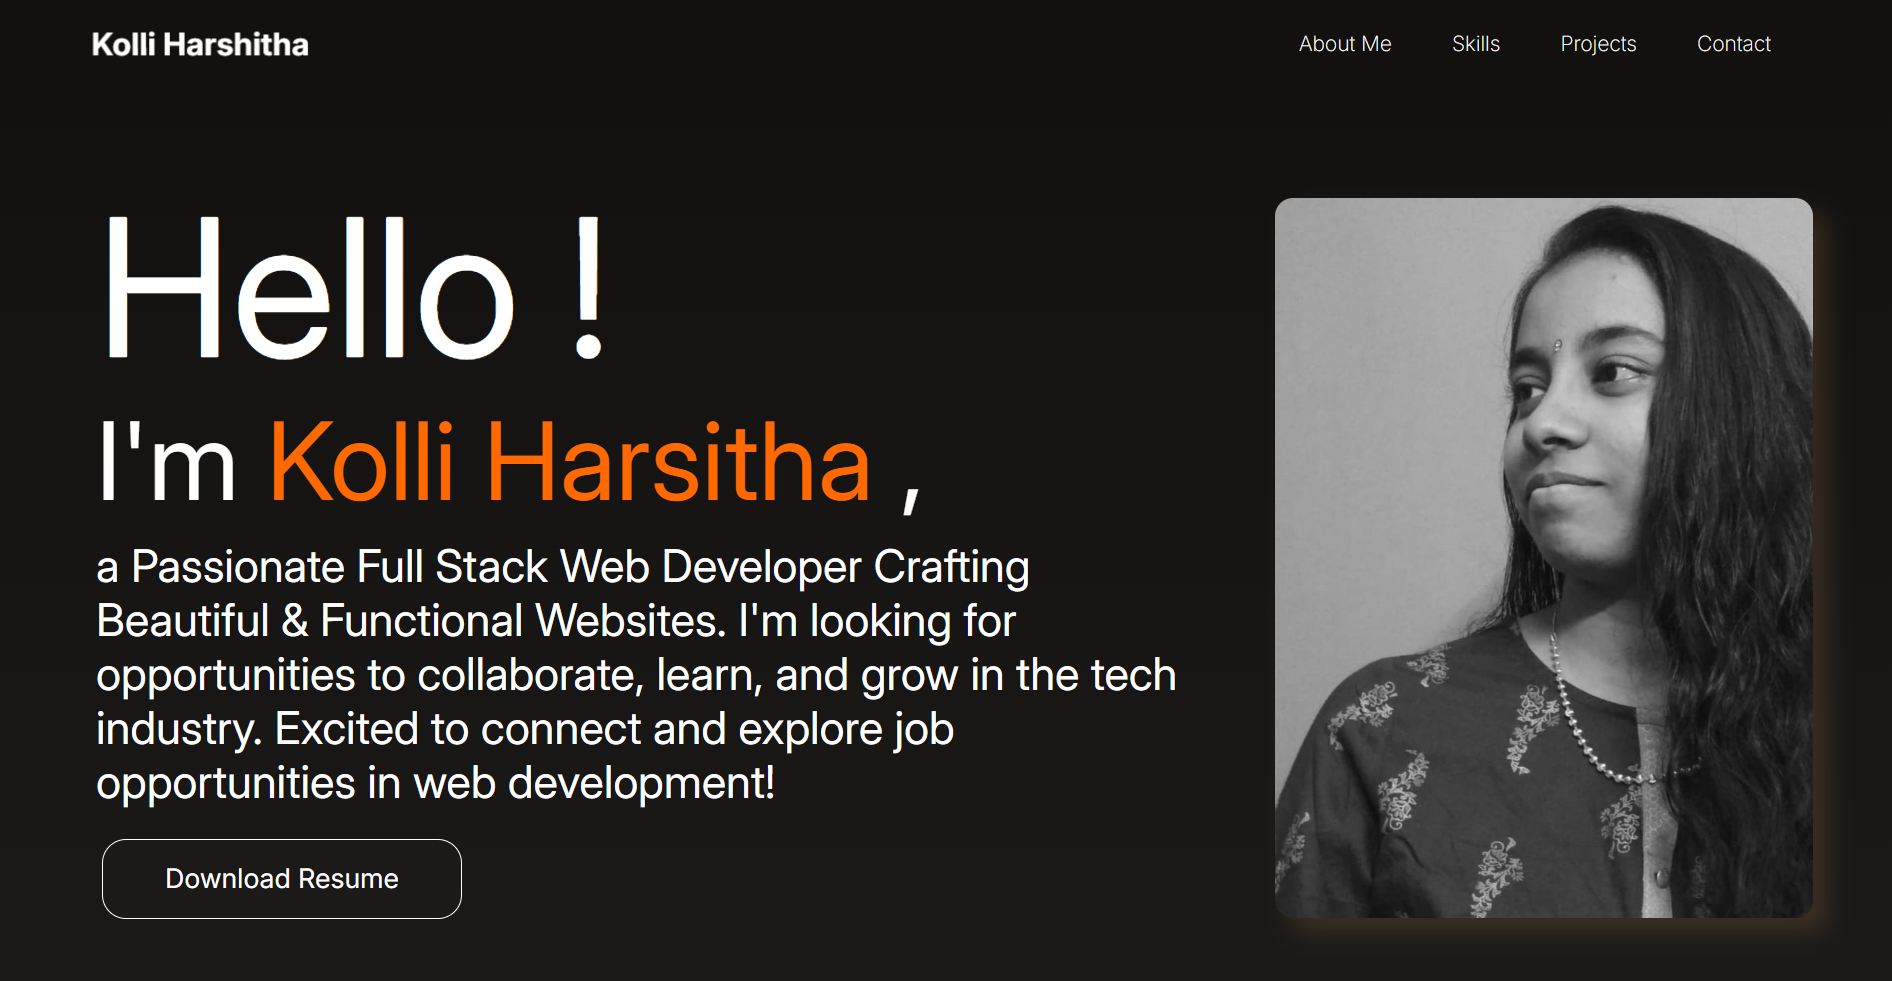 Kolli Harshitha
About Me
Skills
Projects
Contact
Hello !
I'm Kolli Harsitha ,
a Passionate Full Stack Web Developer Crafting
Beautiful & Functional Websites. I'm looking for
opportunities to collaborate, learn, and grow in the tech
industry. Excited to connect and explore job
opportunities in web development!
Download Resume